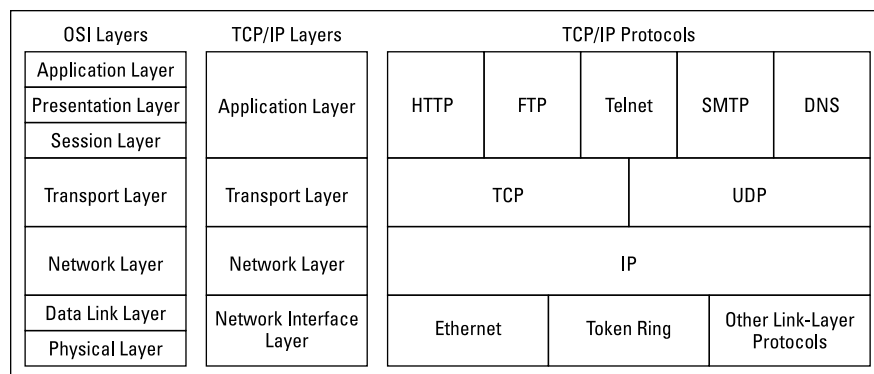 OSI Layers
TCP/IP Layers
TCP/IP Protocols
Application Layer
Presentation Layer
Session Layer
Application Layer
HTTP
FTP
Telnet
SMTP
DNS
Transport Layer
Transport Layer
TCP
UDP
Network Layer
Network Layer
IP
Data Link Layer
Physical Layer
Network Interface
Layer
Ethernet
Token Ring
Other Link-Layer
Protocols